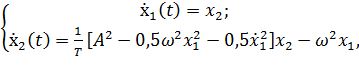 ẋ₁(t) = x₂;
ẋ₂(t) = 1/T [A² − 0,5ω²x₁² − 0,5ẋ₁²]x₂ − ω²x₁,